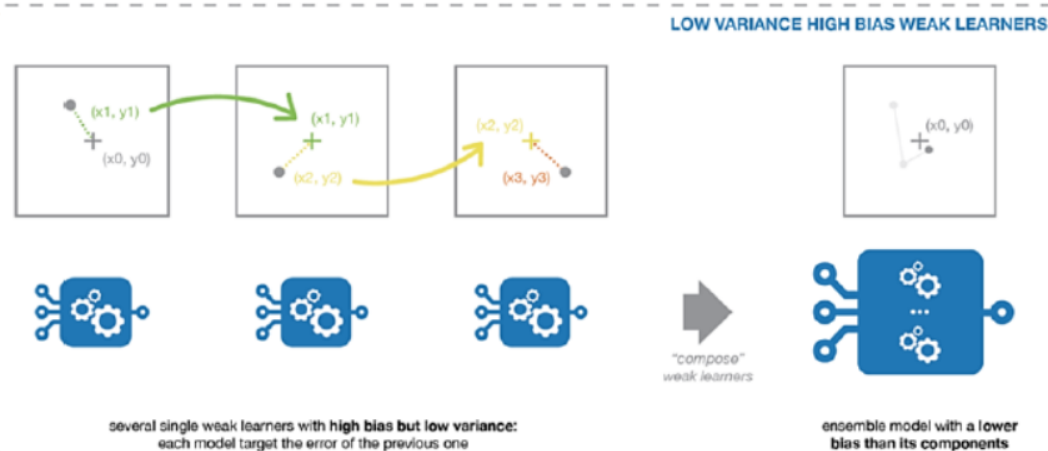 LOW VARIANCE HIGH BIAS WEAK LEARNERS
(x1, y1)
(x0, y0)
(x1, y1)
(x2, y2)
(x2, y2)
(x3, y3)
(x0, y0)
...
"compose"
weak learners
several single weak learners with high bias but low variance:
each model target the error of the previous one
ensemble model with a lower
bias than its components